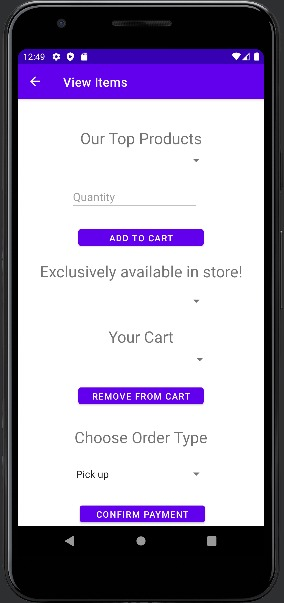 12:49
View Items
Our Top Products
Quantity
ADD TO CART
Exclusively available in store!
Your Cart
REMOVE FROM CART
Choose Order Type
Pick up
CONFIRM PAYMENT